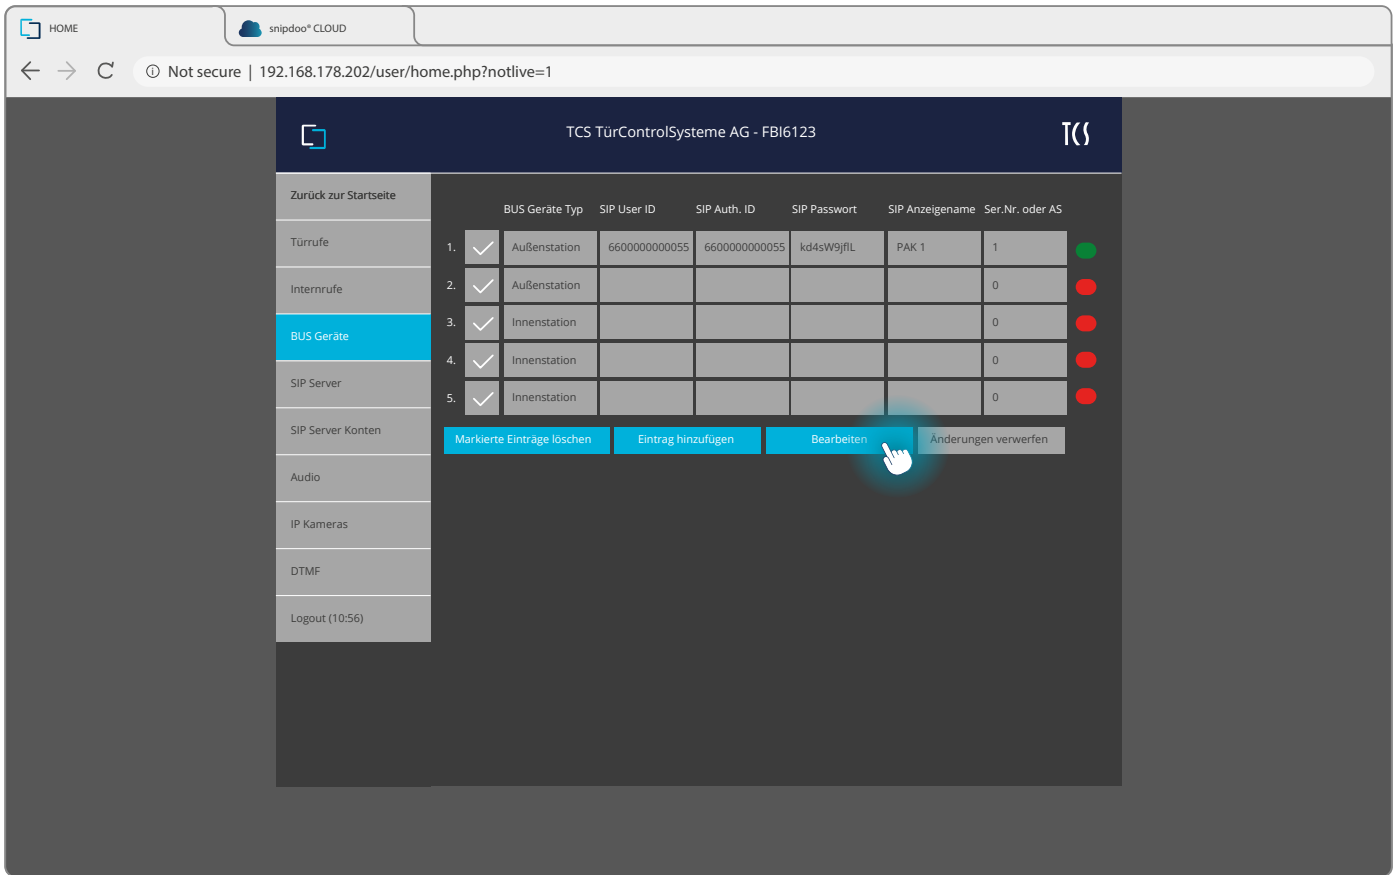 HOME
snipdoo® CLOUD
Not secure | 192.168.178.202/user/home.php?notlive=1
TCS TürControlSysteme AG - FBI6123
TCS
Zurück zur Startseite
Türrufe
Internrufe
BUS Geräte
SIP Server
SIP Server Konten
Audio
IP Kameras
DTMF
Logout (10:56)
BUS Geräte Typ SIP User ID SIP Auth. ID SIP Passwort SIP Anzeigename Ser.Nr. oder AS
1. Außenstation 6600000000055 6600000000055 kd4sW9jflL PAK 1 1
2. Außenstation 0
3. Innenstation 0
4. Innenstation 0
5. Innenstation 0
Markierte Einträge löschen Eintrag hinzufügen Bearbeiten Änderungen verwerfen